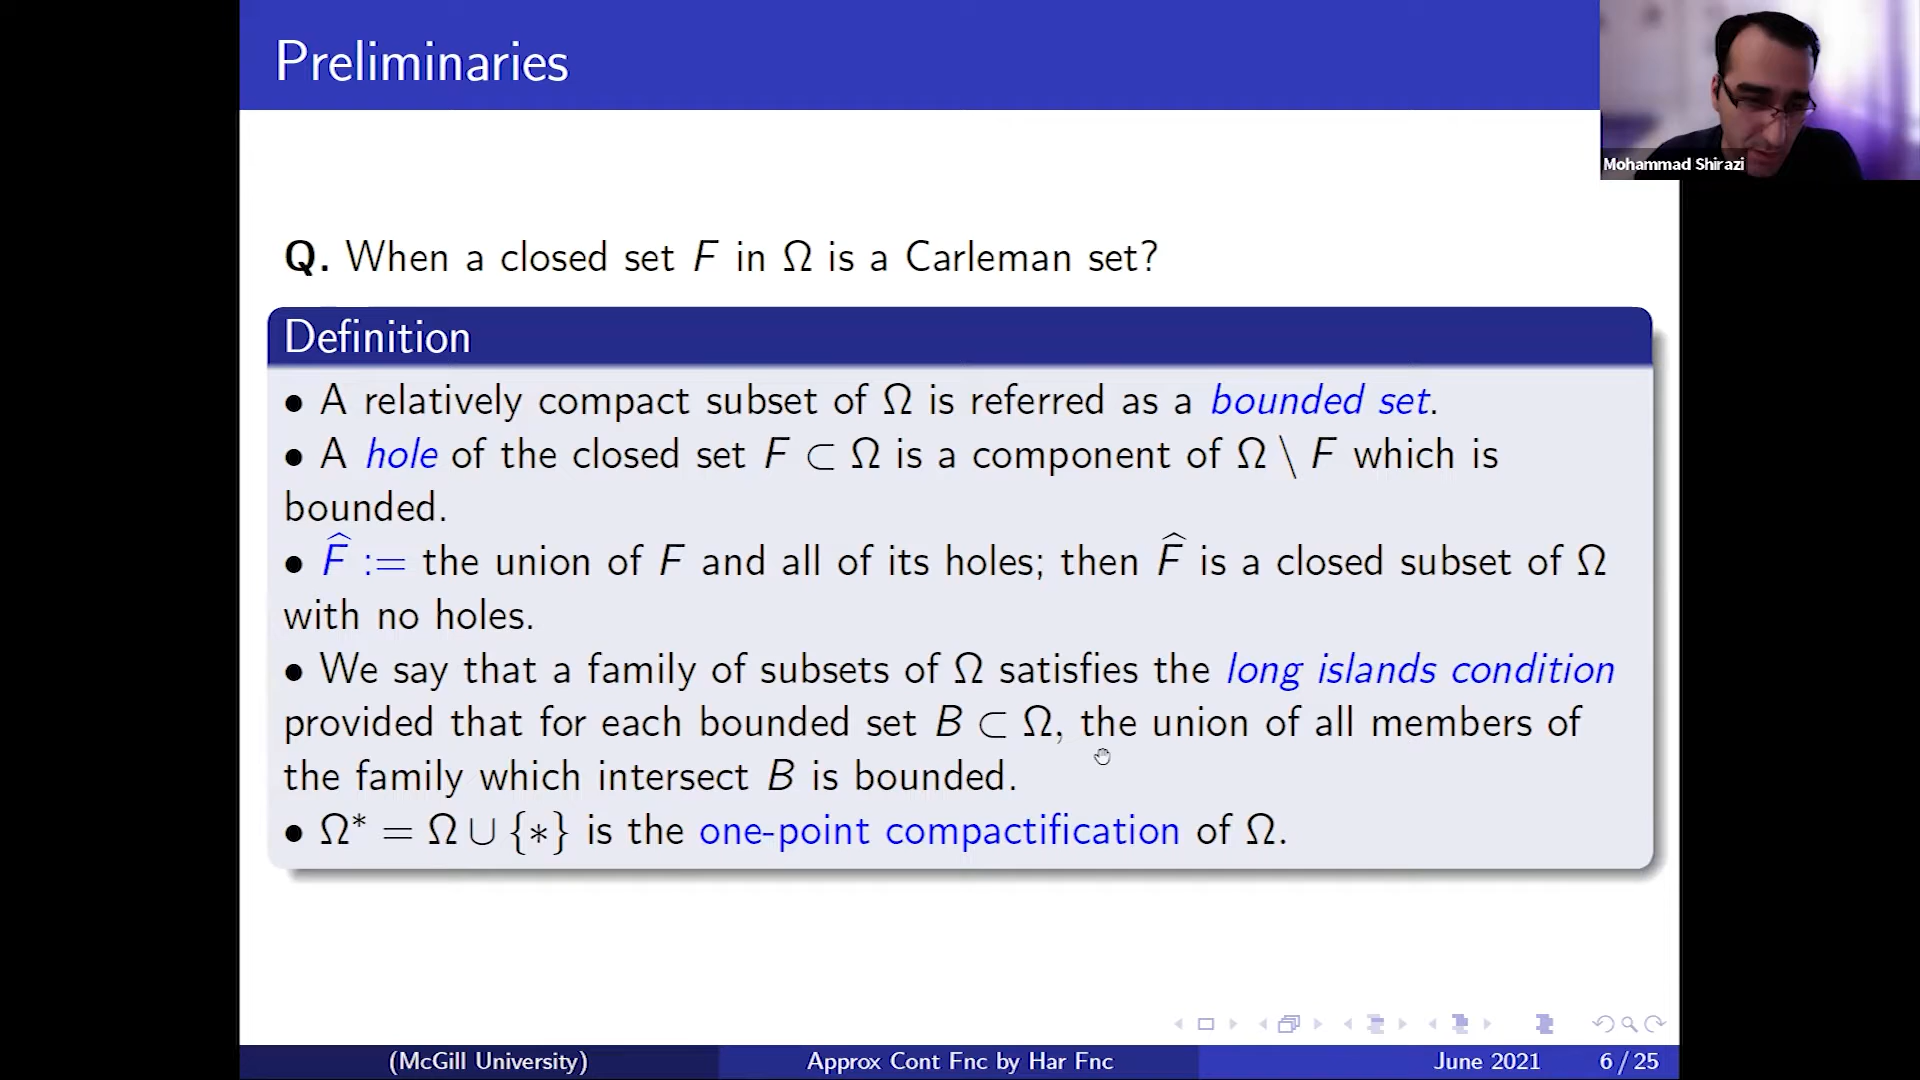 Preliminaries
Mohammad Shirazi
Q. When a closed set F in Ω is a Carleman set?
Definition
• A relatively compact subset of Ω is referred as a bounded set.
• A hole of the closed set F ⊂ Ω is a component of Ω \ F which is
bounded.
• F̂ := the union of F and all of its holes; then F̂ is a closed subset of Ω
with no holes.
• We say that a family of subsets of Ω satisfies the long islands condition
provided that for each bounded set B ⊂ Ω, the union of all members of
the family which intersect B is bounded.
• Ω* = Ω ∪ {*} is the one-point compactification of Ω.
(McGill University) Approx Cont Fnc by Har Fnc June 2021 6 / 25